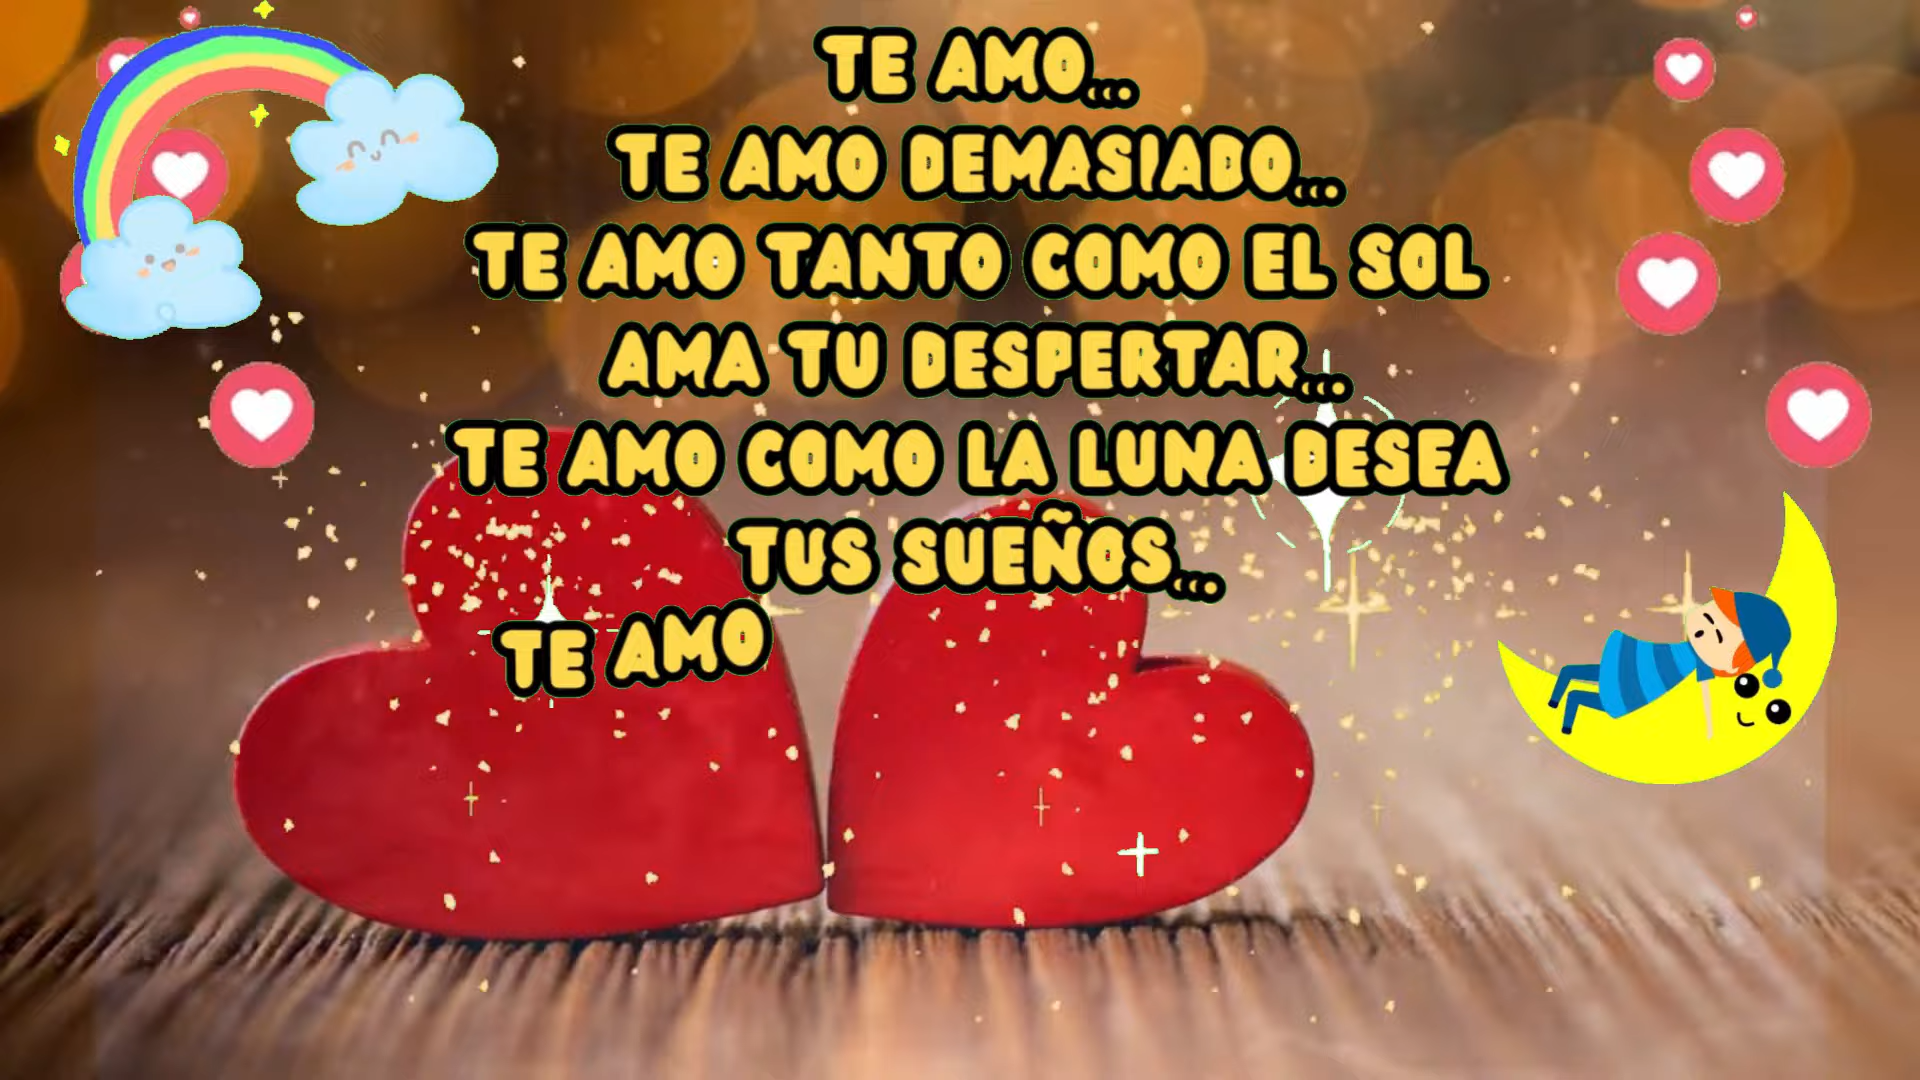 TE AMO...
TE AMO DEMASIADO...
TE AMO TANTO COMO EL SOL
AMA TU DESPERTAR...
TE AMO COMO LA LUNA DESEA
TUS SUEÑOS...
TE AMO